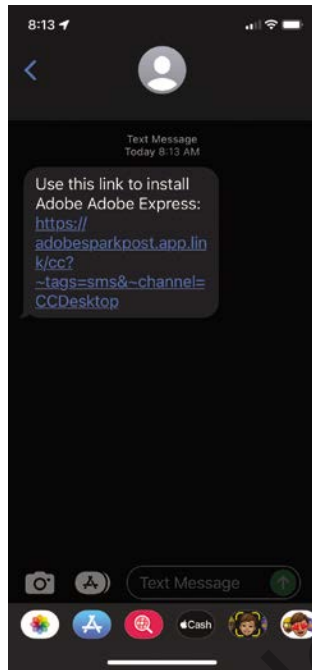 8:13
Text Message
Today 8:13 AM
Use this link to install
Adobe Adobe Express:
https://
adobesparkpost.app.lin
k/cc?
~tags=sms&~channel=
CCDesktop
Text Message
Cash